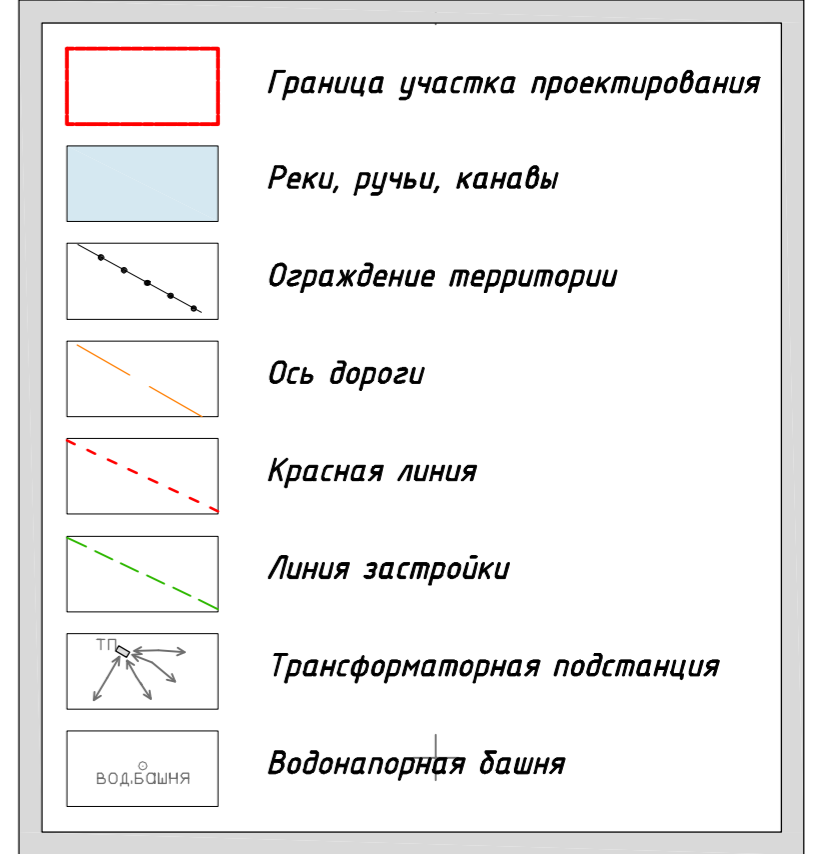 Граница участка проектирования
Реки, ручьи, канавы
Ограждение территории
Ось дороги
Красная линия
Линия застройки
ТП
Трансформаторная подстанция
вод.башня
Водонапорная башня